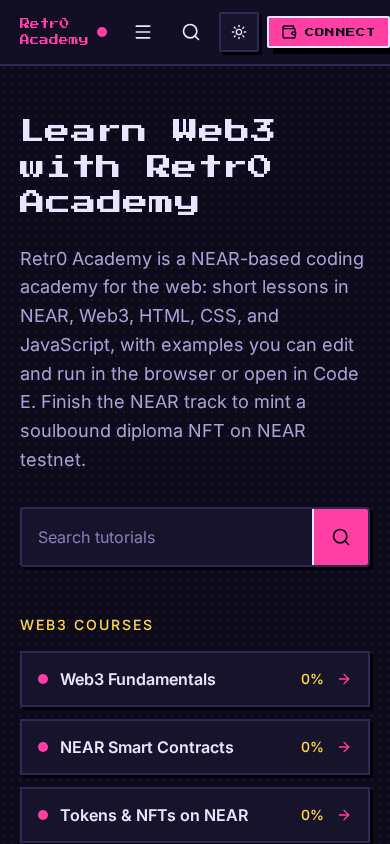 Retr0
Academy
CONNECT
Learn Web3
with Retr0
Academy
Retr0 Academy is a NEAR-based coding
academy for the web: short lessons in
NEAR, Web3, HTML, CSS, and
JavaScript, with examples you can edit
and run in the browser or open in Code
E. Finish the NEAR track to mint a
soulbound diploma NFT on NEAR
testnet.
Search tutorials
WEB3 COURSES
Web3 Fundamentals 0%
NEAR Smart Contracts 0%
Tokens & NFTs on NEAR 0%